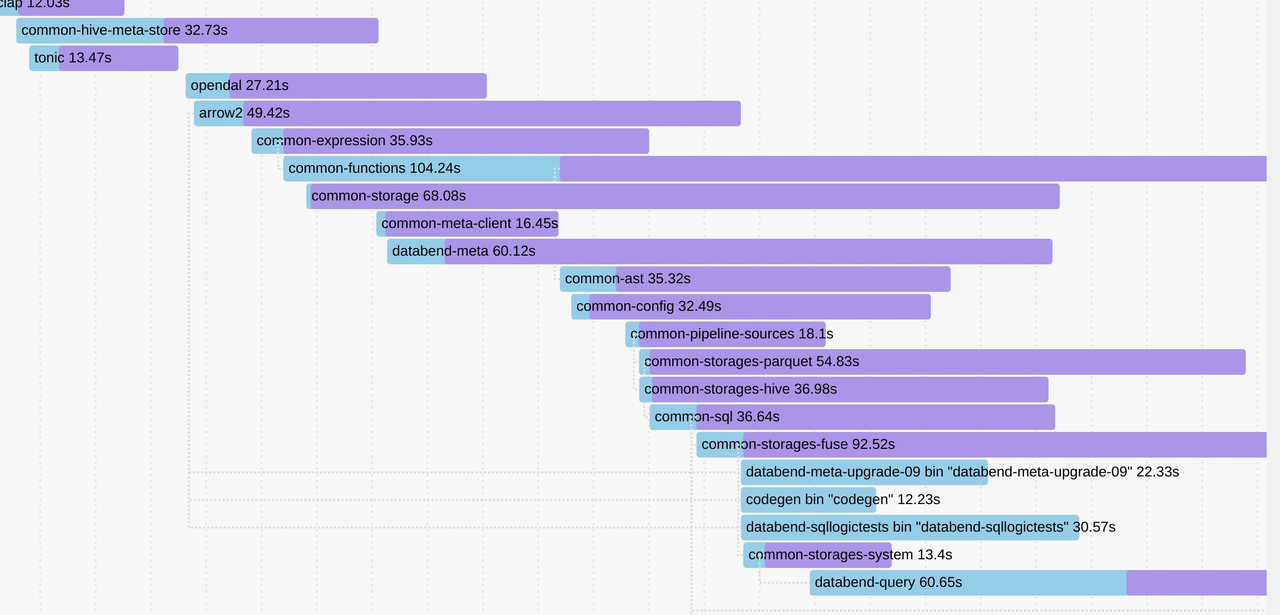 clap 12.03s
common-hive-meta-store 32.73s
tonic 13.47s
opendal 27.21s
arrow2 49.42s
common-expression 35.93s
common-functions 104.24s
common-storage 68.08s
common-meta-client 16.45s
databend-meta 60.12s
common-ast 35.32s
common-config 32.49s
common-pipeline-sources 18.1s
common-storages-parquet 54.83s
common-storages-hive 36.98s
common-sql 36.64s
common-storages-fuse 92.52s
databend-meta-upgrade-09 bin "databend-meta-upgrade-09" 22.33s
codegen bin "codegen" 12.23s
databend-sqllogictests bin "databend-sqllogictests" 30.57s
common-storages-system 13.4s
databend-query 60.65s